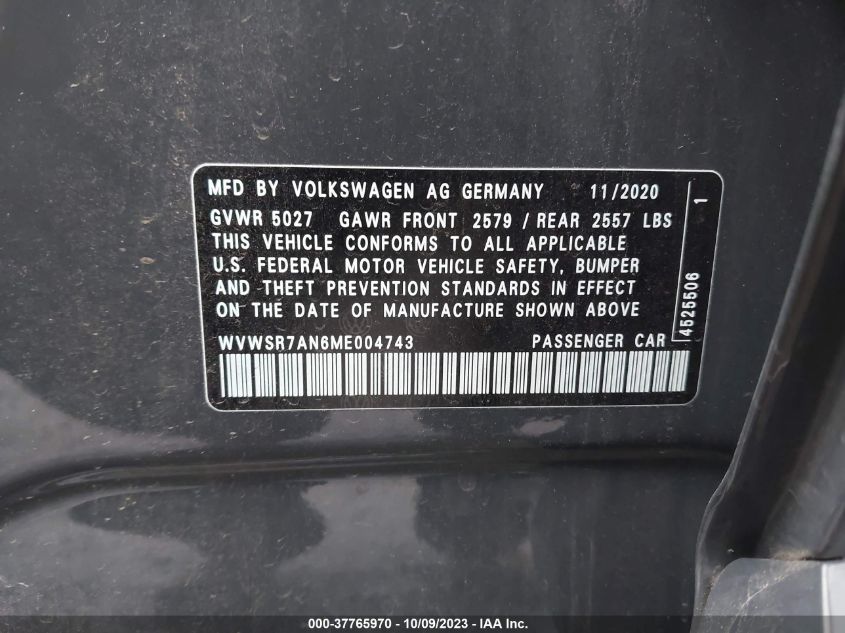 MFD BY VOLKSWAGEN AG GERMANY 11/2020
GVWR 5027 GAWR FRONT 2579 / REAR 2557 LBS
THIS VEHICLE CONFORMS TO ALL APPLICABLE
U.S. FEDERAL MOTOR VEHICLE SAFETY, BUMPER
AND THEFT PREVENTION STANDARDS IN EFFECT
ON THE DATE OF MANUFACTURE SHOWN ABOVE
WVWSR7AN6ME004743 PASSENGER CAR
4525506 1
000-37765970 | 10/09/2023 - IAA Inc.